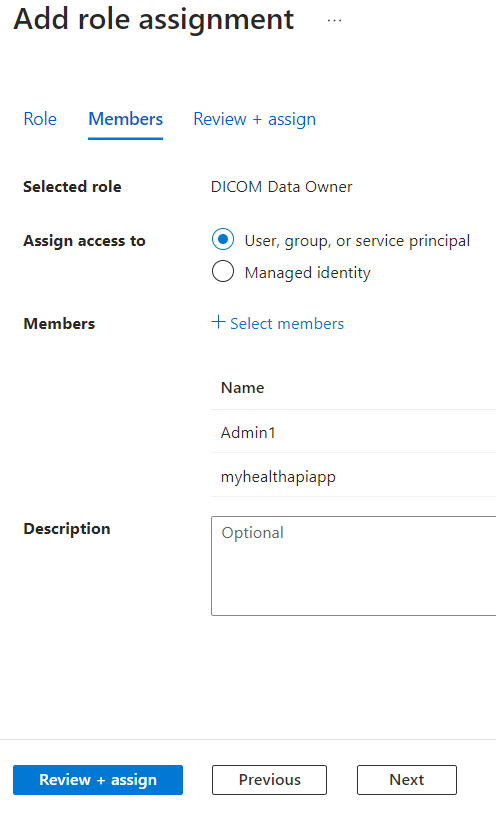 Add role assignment ...
Role Members Review + assign
Selected role DICOM Data Owner
Assign access to User, group, or service principal
Managed identity
Members + Select members
Name
Admin1
myhealthapiapp
Description Optional
Review + assign Previous Next